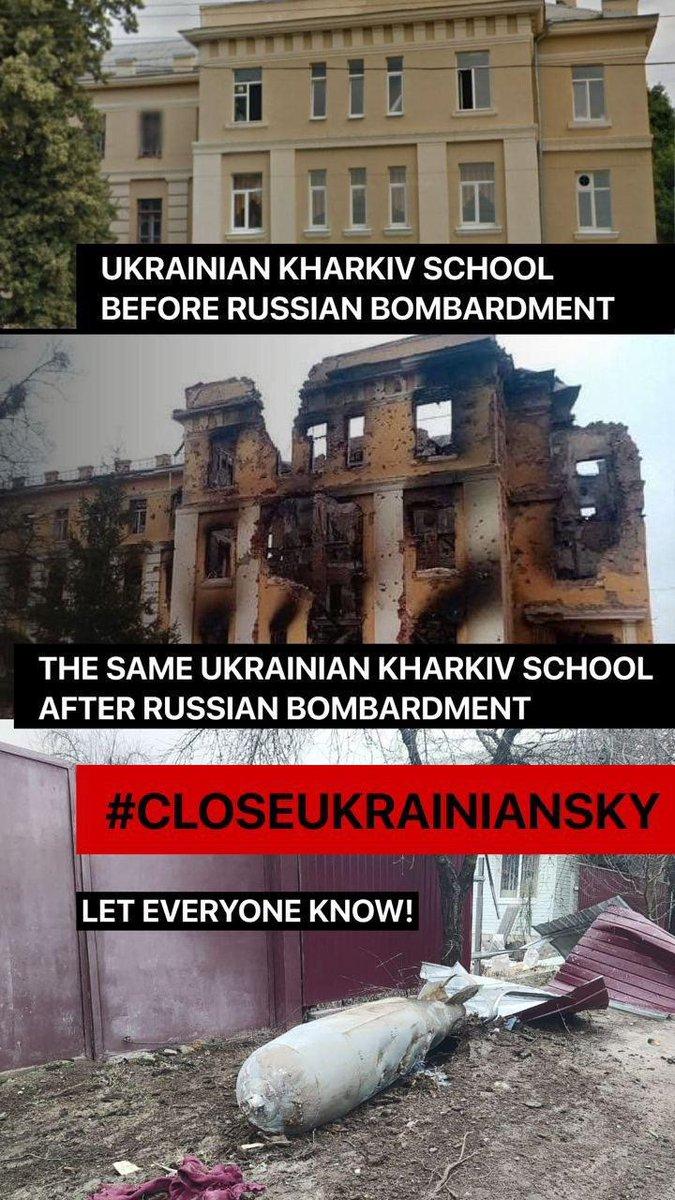 UKRAINIAN KHARKIV SCHOOL
BEFORE RUSSIAN BOMBARDMENT
THE SAME UKRAINIAN KHARKIV SCHOOL
AFTER RUSSIAN BOMBARDMENT
#CLOSEUKRAINIANSKY
LET EVERYONE KNOW!